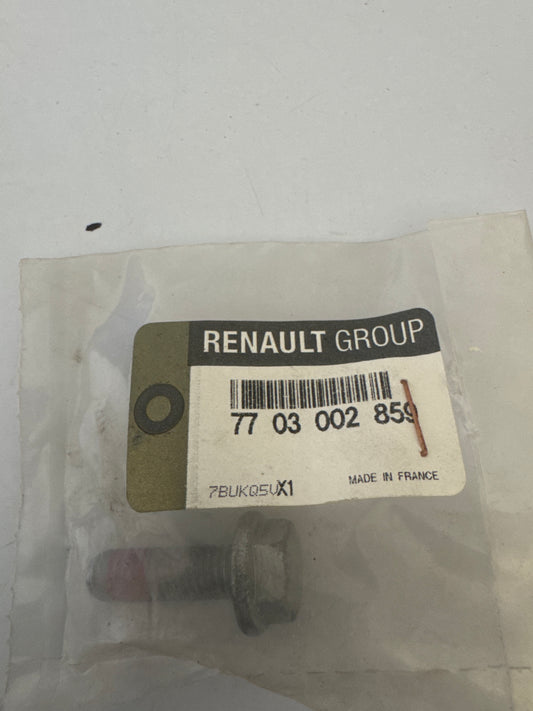 RENAULT GROUP
77 03 002 859
7BUKQ5VX1
MADE IN FRANCE